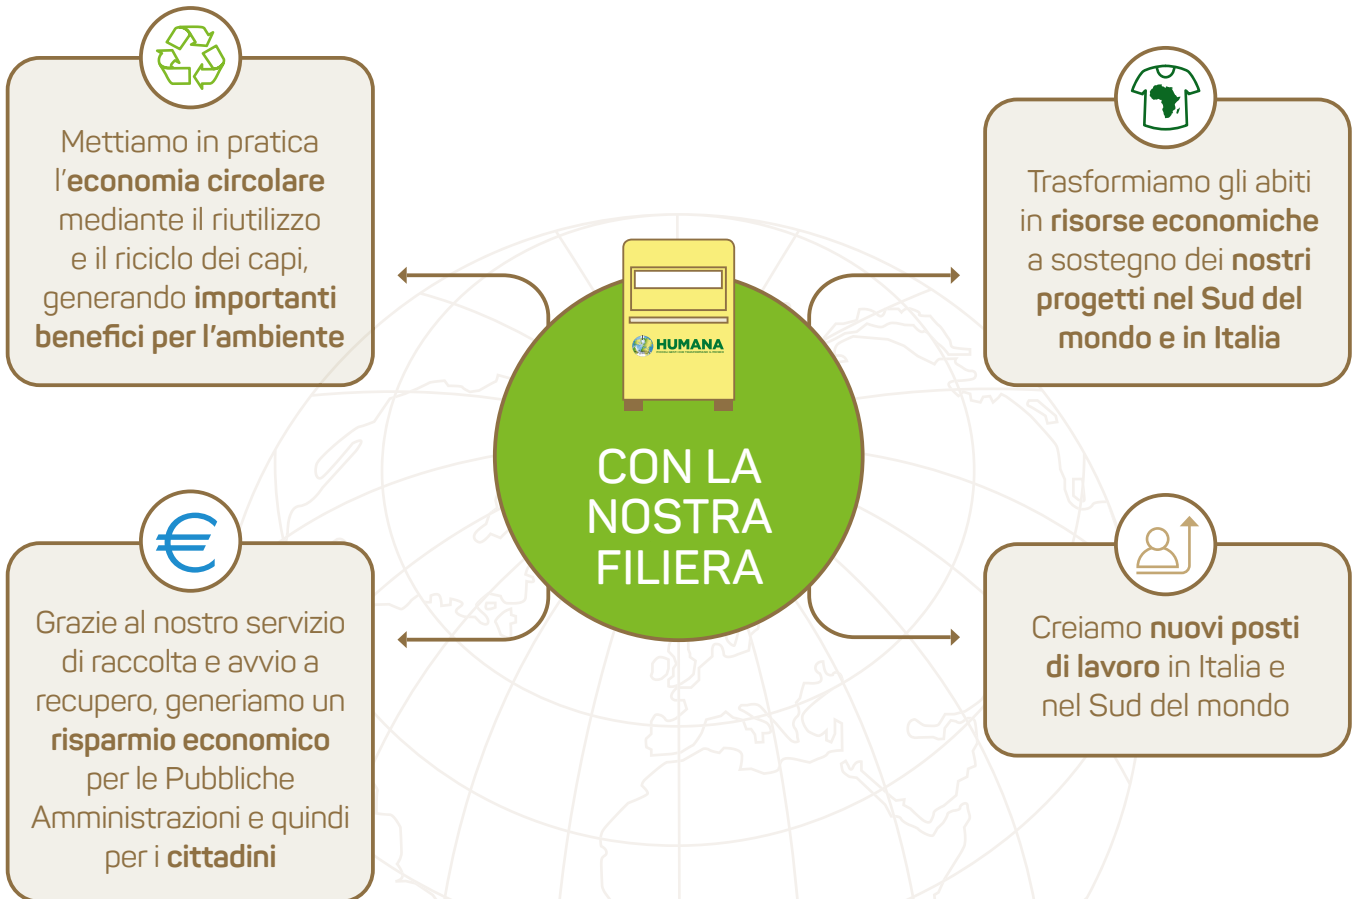 Mettiamo in pratica
l'economia circolare
mediante il riutilizzo
e il riciclo dei capi,
generando importanti
benefici per l'ambiente
Trasformiamo gli abiti
in risorse economiche
a sostegno dei nostri
progetti nel Sud del
mondo e in Italia
HUMANA
CON LA
NOSTRA
FILIERA
Grazie al nostro servizio
di raccolta e avvio a
recupero, generiamo un
risparmio economico
per le Pubbliche
Amministrazioni e quindi
per i cittadini
Creiamo nuovi posti
di lavoro in Italia e
nel Sud del mondo